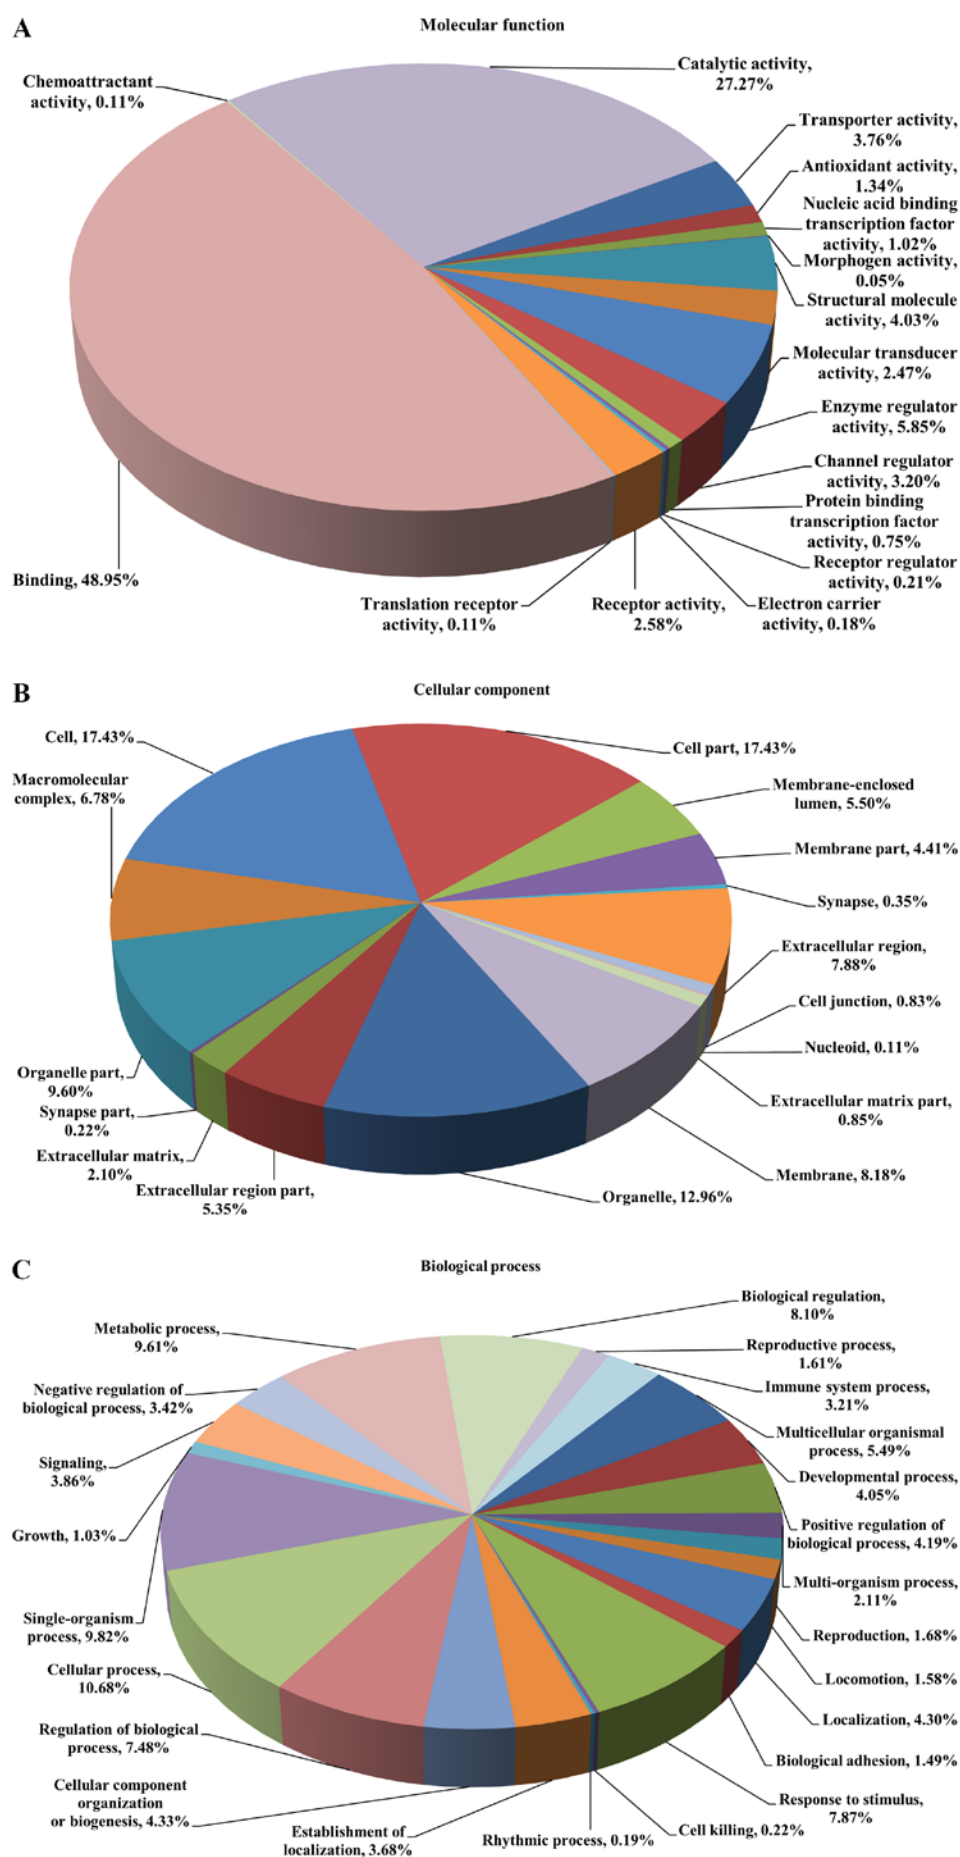 A
Molecular function
Chemoattractant
activity, 0.11%
Catalytic activity,
27.27%
Transporter activity,
3.76%
Antioxidant activity,
1.34%
Nucleic acid binding
transcription factor
activity, 1.02%
Morphogen activity,
0.05%
Structural molecule
activity, 4.03%
Molecular transducer
activity, 2.47%
Enzyme regulator
activity, 5.85%
Channel regulator
activity, 3.20%
Protein binding
transcription factor
activity, 0.75%
Receptor regulator
activity, 0.21%
Electron carrier
activity, 0.18%
Receptor activity,
2.58%
Translation receptor
activity, 0.11%
Binding, 48.95%
B
Cellular component
Cell, 17.43%
Macromolecular
complex, 6.78%
Cell part, 17.43%
Membrane-enclosed
lumen, 5.50%
Membrane part, 4.41%
Synapse, 0.35%
Extracellular region,
7.88%
Cell junction, 0.83%
Nucleoid, 0.11%
Extracellular matrix part,
0.85%
Membrane, 8.18%
Organelle, 12.96%
Extracellular region part,
5.35%
Extracellular matrix,
2.10%
Synapse part,
0.22%
Organelle part,
9.60%
C
Biological process
Metabolic process,
9.61%
Negative regulation of
biological process, 3.42%
Signaling,
3.86%
Growth, 1.03%
Single-organism
process, 9.82%
Cellular process,
10.68%
Regulation of biological
process, 7.48%
Cellular component
organization
or biogenesis, 4.33%
Establishment of
localization, 3.68%
Rhythmic process, 0.19%
Cell killing, 0.22%
Response to stimulus,
7.87%
Biological adhesion, 1.49%
Localization, 4.30%
Locomotion, 1.58%
Reproduction, 1.68%
Multi-organism process,
2.11%
Positive regulation of
biological process, 4.19%
Developmental process,
4.05%
Multicellular organismal
process, 5.49%
Immune system process,
3.21%
Reproductive process,
1.61%
Biological regulation,
8.10%